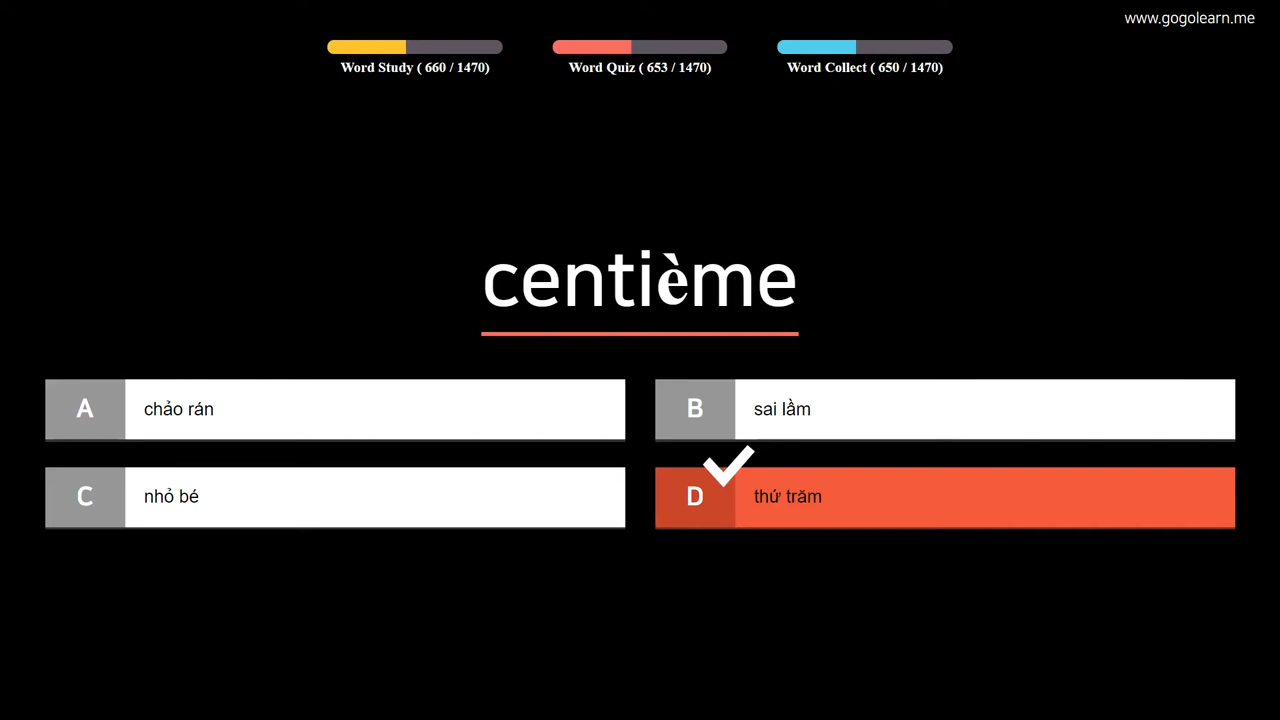 www.gogolearn.me
Word Study ( 660 / 1470)
Word Quiz ( 653 / 1470)
Word Collect ( 650 / 1470)
centième
A chảo rán
B sai lầm
C nhỏ bé
D thứ trăm